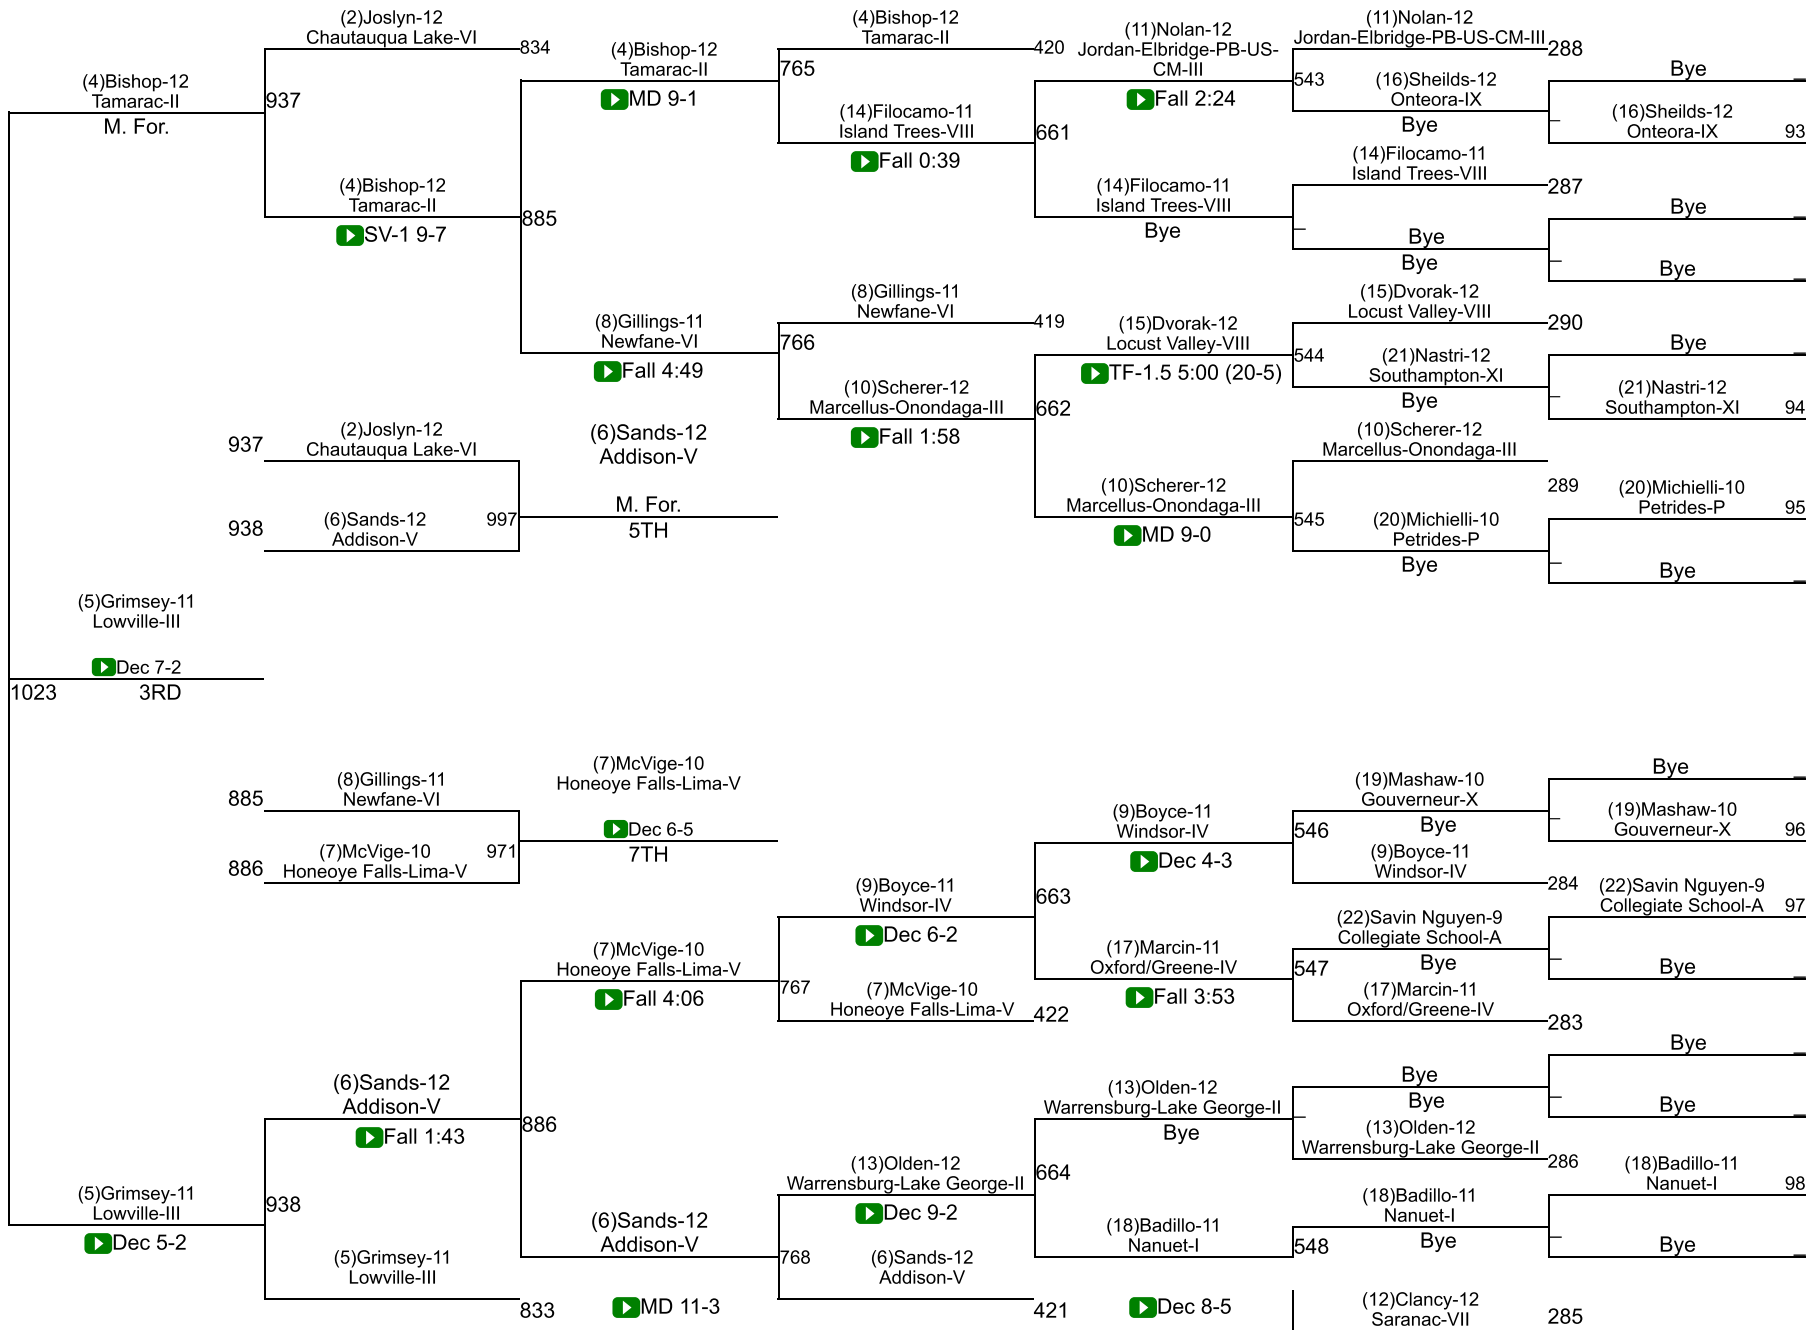 (2)Joslyn-12
Chautauqua Lake-VI
834
(4)Bishop-12
Tamarac-II
M. For.
937
(4)Bishop-12
Tamarac-II
SV-1 9-7
885
(4)Bishop-12
Tamarac-II
MD 9-1
765
(4)Bishop-12
Tamarac-II
420
(14)Filocamo-11
Island Trees-VIII
Fall 0:39
661
(11)Nolan-12
Jordan-Elbridge-PB-US-
CM-III
Fall 2:24
543
(11)Nolan-12
Jordan-Elbridge-PB-US-CM-III
288
(16)Sheilds-12
Onteora-IX
Bye
Bye
(16)Sheilds-12
Onteora-IX
93
(14)Filocamo-11
Island Trees-VIII
Bye
(14)Filocamo-11
Island Trees-VIII
287
Bye
Bye
Bye
Bye
(8)Gillings-11
Newfane-VI
Fall 4:49
766
(8)Gillings-11
Newfane-VI
419
(10)Scherer-12
Marcellus-Onondaga-III
Fall 1:58
662
(15)Dvorak-12
Locust Valley-VIII
TF-1.5 5:00 (20-5)
544
(15)Dvorak-12
Locust Valley-VIII
290
(21)Nastri-12
Southampton-XI
Bye
Bye
(21)Nastri-12
Southampton-XI
94
(10)Scherer-12
Marcellus-Onondaga-III
MD 9-0
545
(10)Scherer-12
Marcellus-Onondaga-III
289
(20)Michielli-10
Petrides-P
Bye
(20)Michielli-10
Petrides-P
95
Bye
937
(2)Joslyn-12
Chautauqua Lake-VI
938
(6)Sands-12
Addison-V
997
(6)Sands-12
Addison-V
M. For.
5TH
(5)Grimsey-11
Lowville-III
Dec 7-2
1023
3RD
885
(8)Gillings-11
Newfane-VI
886
(7)McVige-10
Honeoye Falls-Lima-V
971
(7)McVige-10
Honeoye Falls-Lima-V
Dec 6-5
7TH
(5)Grimsey-11
Lowville-III
Dec 5-2
938
(6)Sands-12
Addison-V
Fall 1:43
886
(5)Grimsey-11
Lowville-III
833
(7)McVige-10
Honeoye Falls-Lima-V
Fall 4:06
767
(9)Boyce-11
Windsor-IV
Dec 6-2
663
(7)McVige-10
Honeoye Falls-Lima-V
422
(9)Boyce-11
Windsor-IV
Dec 4-3
546
(19)Mashaw-10
Gouverneur-X
Bye
Bye
(19)Mashaw-10
Gouverneur-X
96
(9)Boyce-11
Windsor-IV
284
(17)Marcin-11
Oxford/Greene-IV
Fall 3:53
547
(22)Savin Nguyen-9
Collegiate School-A
Bye
(22)Savin Nguyen-9
Collegiate School-A
97
Bye
(17)Marcin-11
Oxford/Greene-IV
283
(6)Sands-12
Addison-V
MD 11-3
768
(13)Olden-12
Warrensburg-Lake George-II
Dec 9-2
664
(6)Sands-12
Addison-V
421
(13)Olden-12
Warrensburg-Lake George-II
Bye
Bye
Bye
Bye
Bye
(13)Olden-12
Warrensburg-Lake George-II
286
(18)Badillo-11
Nanuet-I
Dec 8-5
548
(18)Badillo-11
Nanuet-I
Bye
(18)Badillo-11
Nanuet-I
98
Bye
(12)Clancy-12
Saranac-VII
285